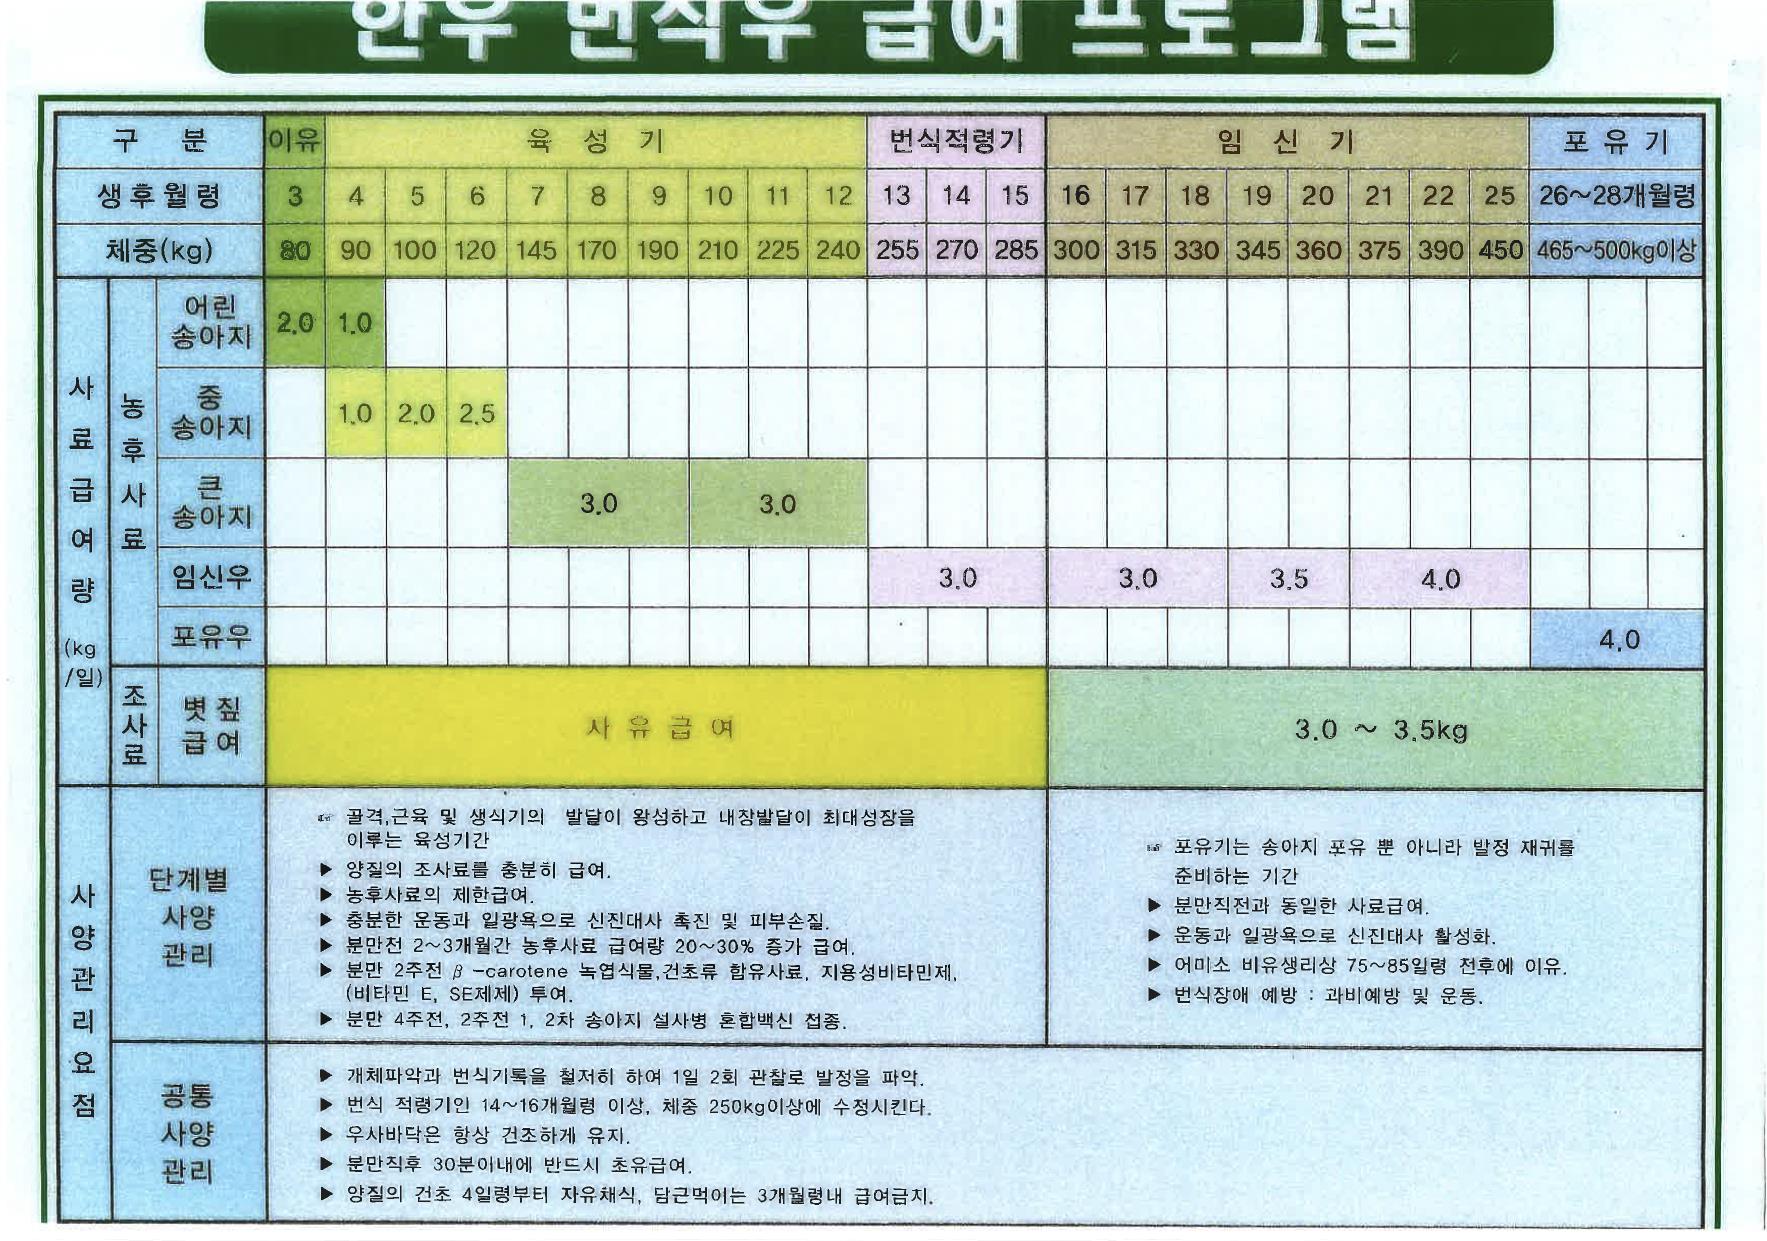 한우 번식우 급여 프로그램
구 분 이유 육 성 기 번식적령기 임 신 기 포 유 기
생후월령 3 4 5 6 7 8 9 10 11 12 13 14 15 16 17 18 19 20 21 22 25 26~28개월령
체중(kg) 80 90 100 120 145 170 190 210 225 240 255 270 285 300 315 330 345 360 375 390 450 465~500kg이상
사료급여량 (kg/일)
농후사료
어린 송아지 2.0 1.0
중 송아지 1.0 2.0 2.5
큰 송아지 3.0 3.0
임신우 3.0 3.0 3.5 4.0
포유우 4.0
조사료
볏짚 급여 사유급여 3.0 ~ 3.5kg
사양관리요점
단계별
사양
관리
☞ 골격,근육 및 생식기의 발달이 왕성하고 내장발달이 최대성장을
이루는 육성기간
▶ 양질의 조사료를 충분히 급여.
▶ 농후사료의 제한급여.
▶ 충분한 운동과 일광욕으로 신진대사 촉진 및 피부손질.
▶ 분만전 2~3개월간 농후사료 급여량 20~30% 증가 급여.
▶ 분만 2주전 β -carotene 녹엽식물,건초류 함유사료, 지용성비타민제,
(비타민 E, SE제제) 투여.
▶ 분만 4주전, 2주전 1, 2차 송아지 설사병 혼합백신 접종.
☞ 포유기는 송아지 포유 뿐 아니라 발정 재귀를
준비하는 기간
▶ 분만직전과 동일한 사료급여.
▶ 운동과 일광욕으로 신진대사 활성화.
▶ 어미소 비유생리상 75~85일령 전후에 이유.
▶ 번식장애 예방 : 과비예방 및 운동.
공통
사양
관리
▶ 개체파악과 번식기록을 철저히 하여 1일 2회 관찰로 발정을 파악.
▶ 번식 적령기인 14~16개월령 이상, 체중 250kg이상에 수정시킨다.
▶ 우사바닥은 항상 건조하게 유지.
▶ 분만직후 30분이내에 반드시 초유급여.
▶ 양질의 건초 4일령부터 자유채식, 담근먹이는 3개월령내 급여금지.